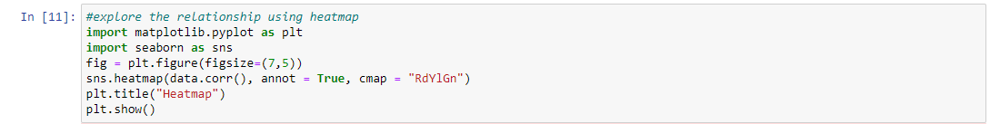 In [11]: #explore the relationship using heatmap
import matplotlib.pyplot as plt
import seaborn as sns
fig = plt.figure(figsize=(7,5))
sns.heatmap(data.corr(), annot = True, cmap = "RdYlGn")
plt.title("Heatmap")
plt.show()